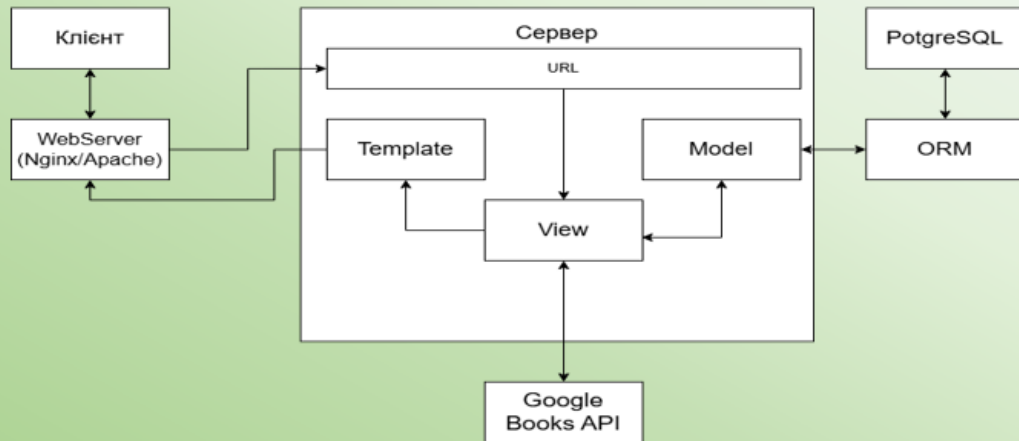 Клієнт
Сервер
PotgreSQL
URL
WebServer
(Nginx/Apache)
Template
Model
ORM
View
Google
Books API